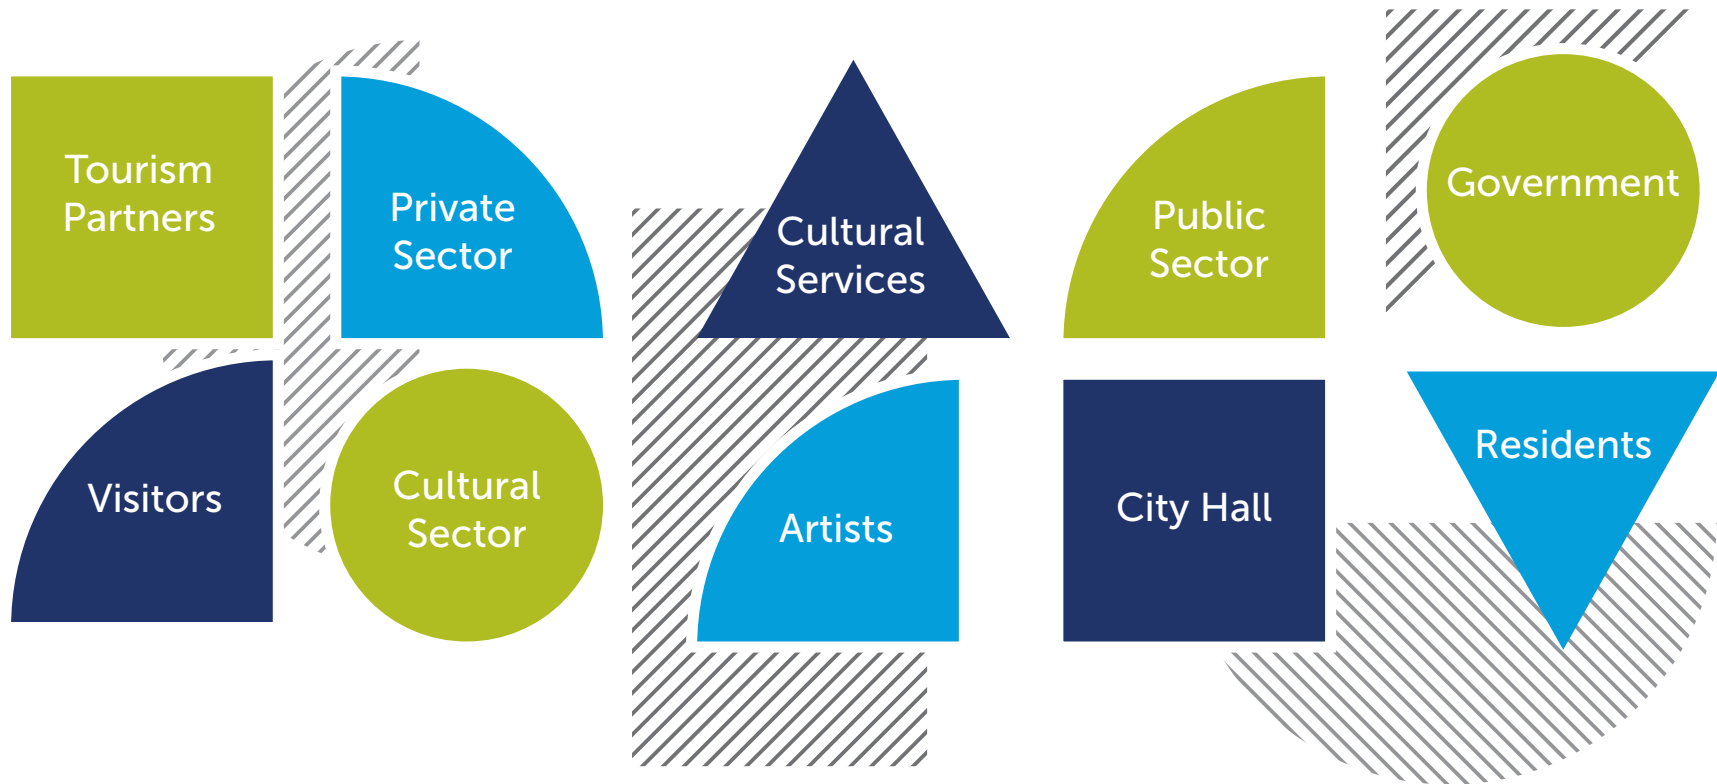 Tourism
Partners
Private
Sector
Cultural
Services
Public
Sector
Government
Visitors
Cultural
Sector
Artists
City Hall
Residents